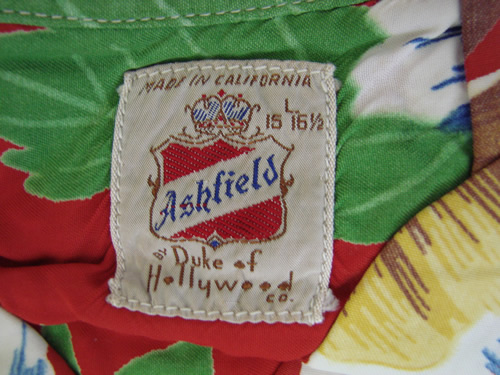 MADE IN CALIFORNIA
L
15 16½
Ashfield
BY Duke of
Hollywood
CO.